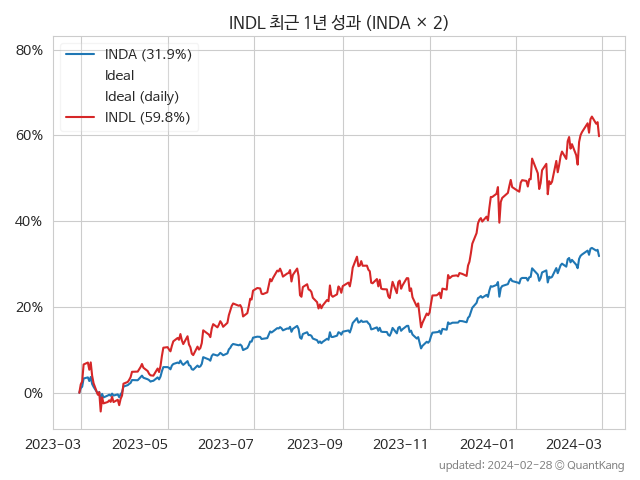 INDL 최근 1년 성과 (INDA × 2)
80%
60%
40%
20%
0%
INDA (31.9%)
Ideal
Ideal (daily)
INDL (59.8%)
2023−03 2023−05 2023−07 2023−09 2023−11 2024−01 2024−03
updated: 2024-02-28 © QuantKang